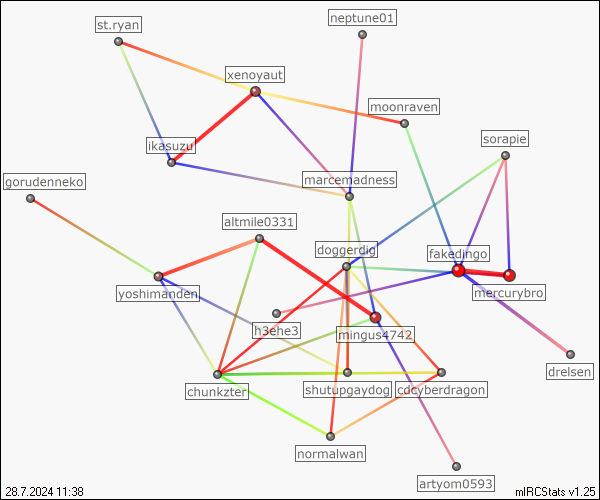 neptune01
st.ryan
xenoyaut
moonraven
sorapie
ikasuzu
marcemadness
gorudenneko
altmile0331
doggerdig
fakedingo
mercurybro
yoshimanden
h3ehe3
mingus4742
drelsen
chunkzter
shutupgaydog
cdcyberdragon
normalwan
artyom0593
28.7.2024 11:38
mIRCStats v1.25